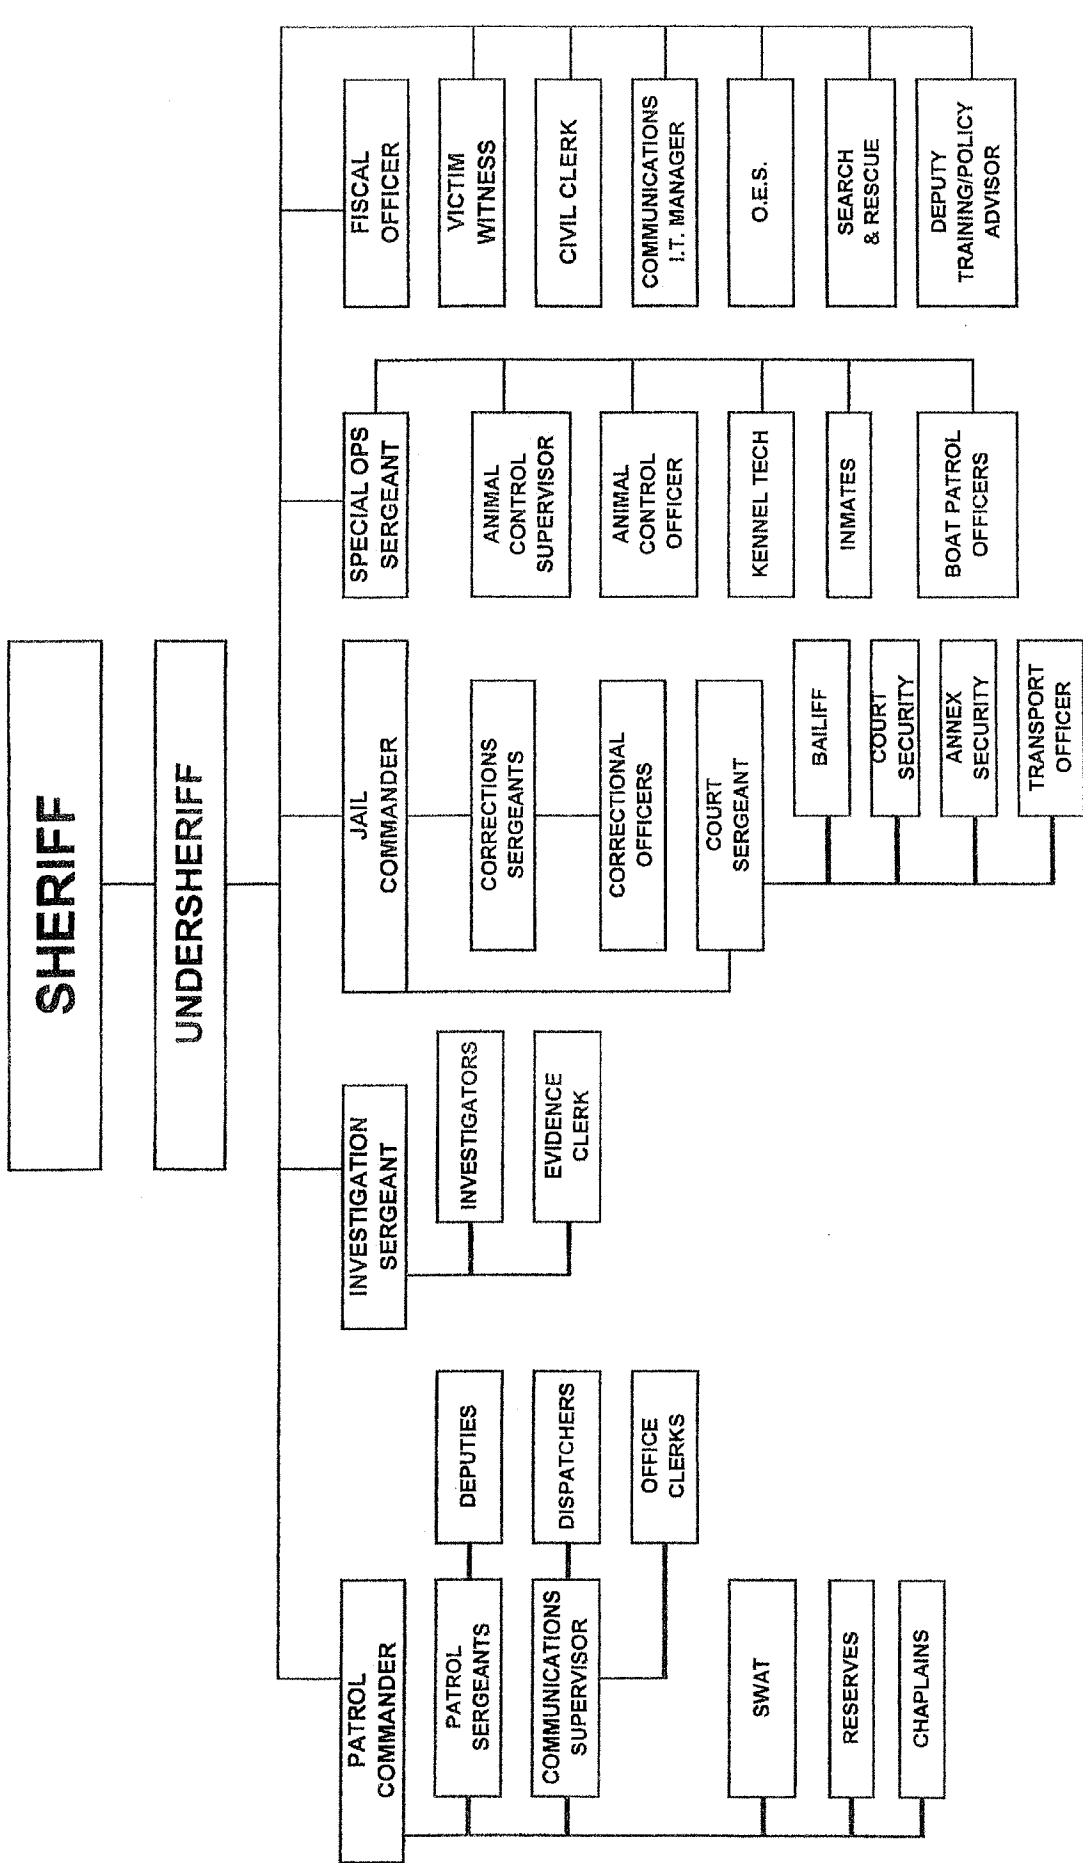 SHERIFF
UNDERSHERIFF
PATROL
COMMANDER
PATROL
SERGEANTS
DEPUTIES
COMMUNICATIONS
SUPERVISOR
DISPATCHERS
OFFICE
CLERKS
SWAT
RESERVES
CHAPLAINS
INVESTIGATION
SERGEANT
INVESTIGATORS
EVIDENCE
CLERK
JAIL
COMMANDER
CORRECTIONS
SERGEANTS
CORRECTIONAL
OFFICERS
COURT
SERGEANT
BAILIFF
COURT
SECURITY
ANNEX
SECURITY
TRANSPORT
OFFICER
SPECIAL OPS
SERGEANT
ANIMAL
CONTROL
SUPERVISOR
ANIMAL
CONTROL
OFFICER
KENNEL TECH
INMATES
BOAT PATROL
OFFICERS
FISCAL
OFFICER
VICTIM
WITNESS
CIVIL CLERK
COMMUNICATIONS
I.T. MANAGER
O.E.S.
SEARCH
& RESCUE
DEPUTY
TRAINING/POLICY
ADVISOR